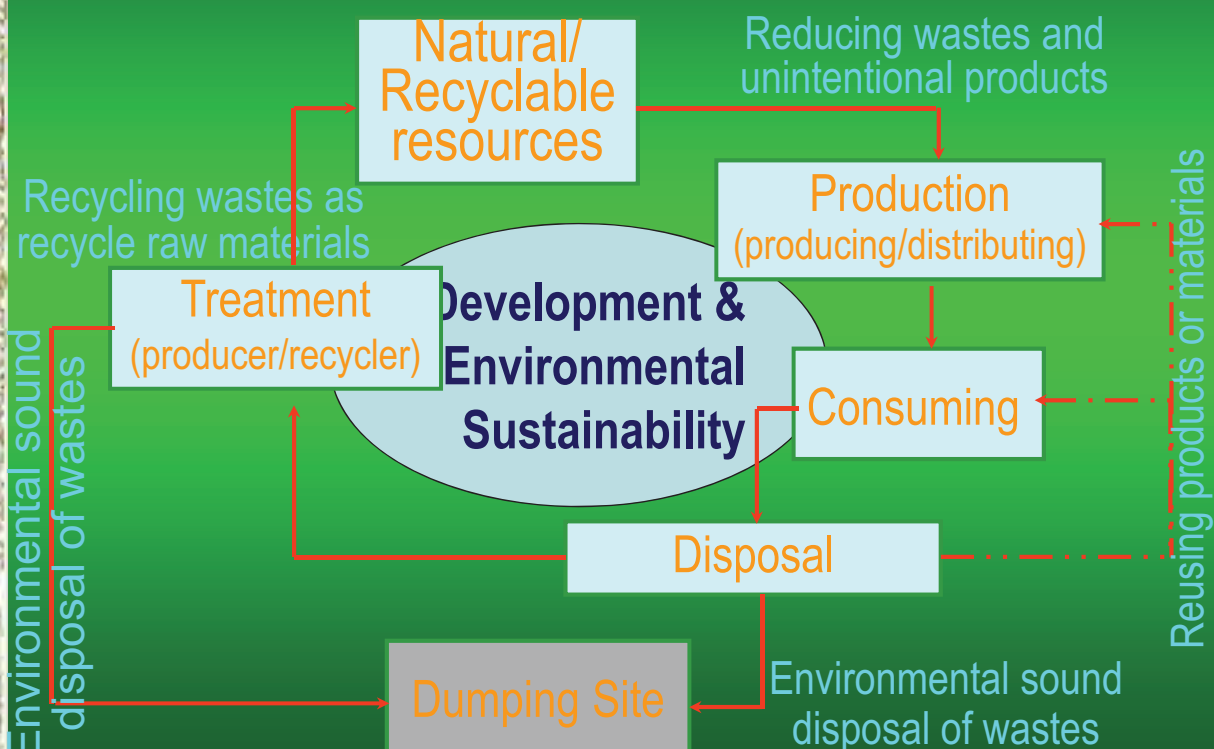 Natural/
Recyclable
resources
Reducing wastes and
unintentional products
Production
(producing/distributing)
Recycling wastes as
recycle raw materials
Treatment
(producer/recycler)
Development &
Environmental
Sustainability
Consuming
Disposal
Dumping Site
Environmental sound
disposal of wastes
Environmental sound
disposal of wastes
Reusing products or materials